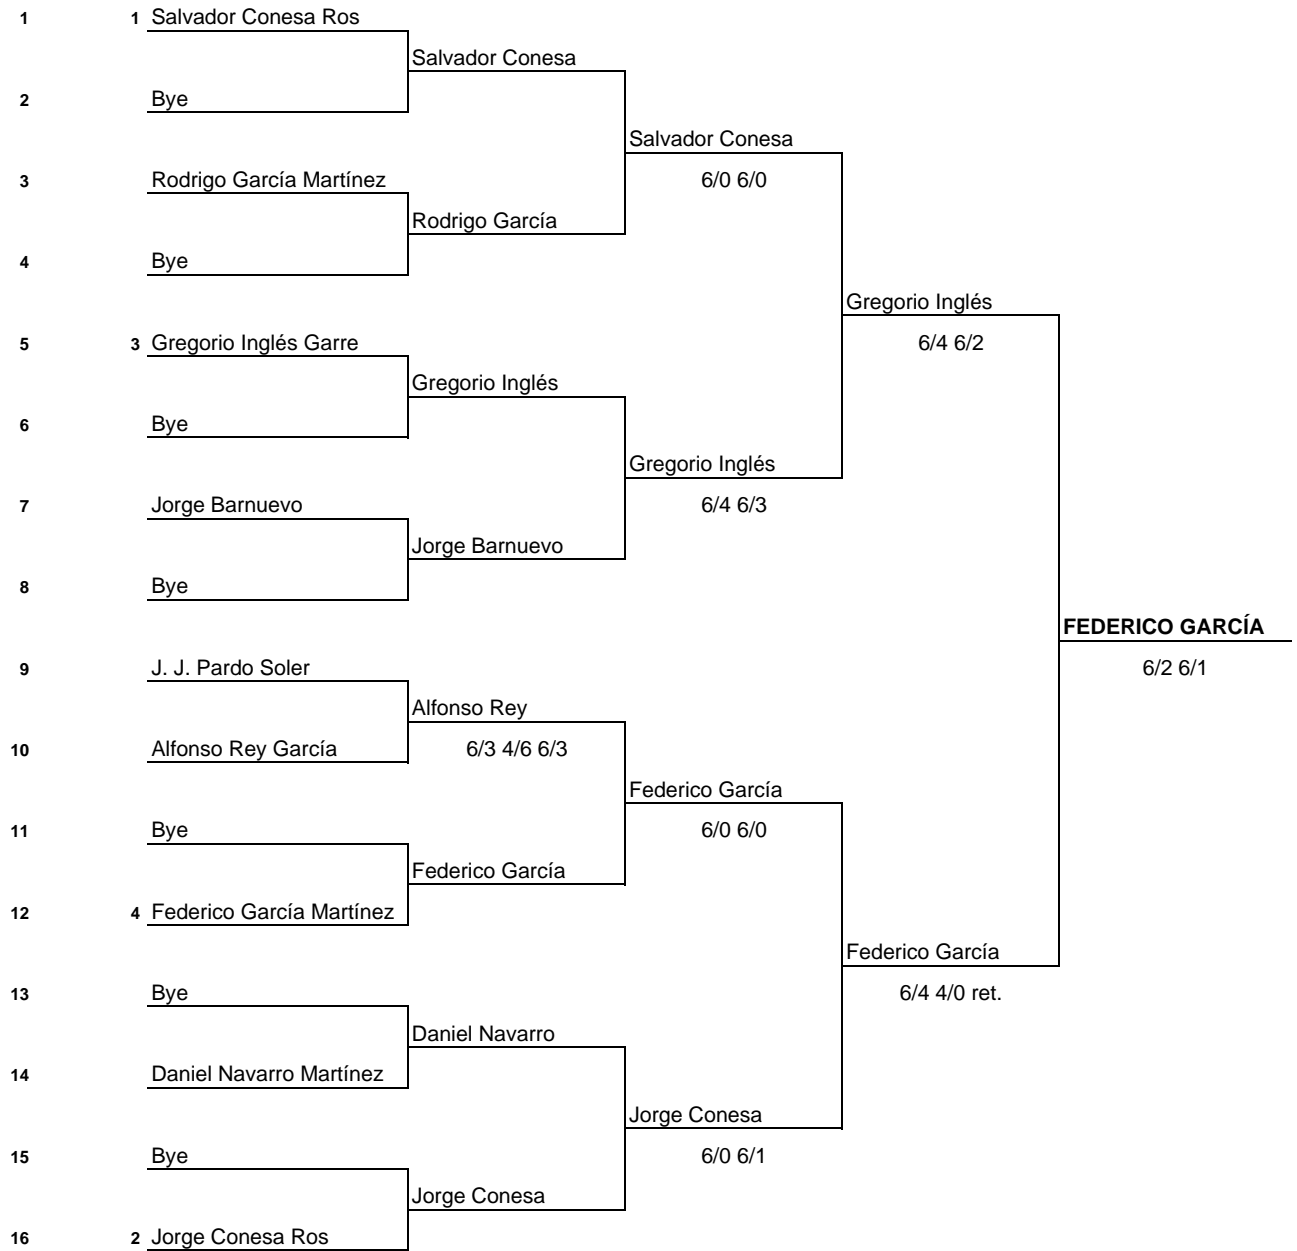 1 1 Salvador Conesa Ros
Salvador Conesa
2 Bye
Salvador Conesa
3 Rodrigo García Martínez 6/0 6/0
Rodrigo García
4 Bye
Gregorio Inglés
5 3 Gregorio Inglés Garre 6/4 6/2
Gregorio Inglés
6 Bye
Gregorio Inglés
7 Jorge Barnuevo 6/4 6/3
Jorge Barnuevo
8 Bye
FEDERICO GARCÍA
9 J. J. Pardo Soler 6/2 6/1
Alfonso Rey
10 Alfonso Rey García 6/3 4/6 6/3
Federico García
11 Bye 6/0 6/0
Federico García
12 4 Federico García Martínez
Federico García
13 Bye 6/4 4/0 ret.
Daniel Navarro
14 Daniel Navarro Martínez
Jorge Conesa
15 Bye 6/0 6/1
Jorge Conesa
16 2 Jorge Conesa Ros